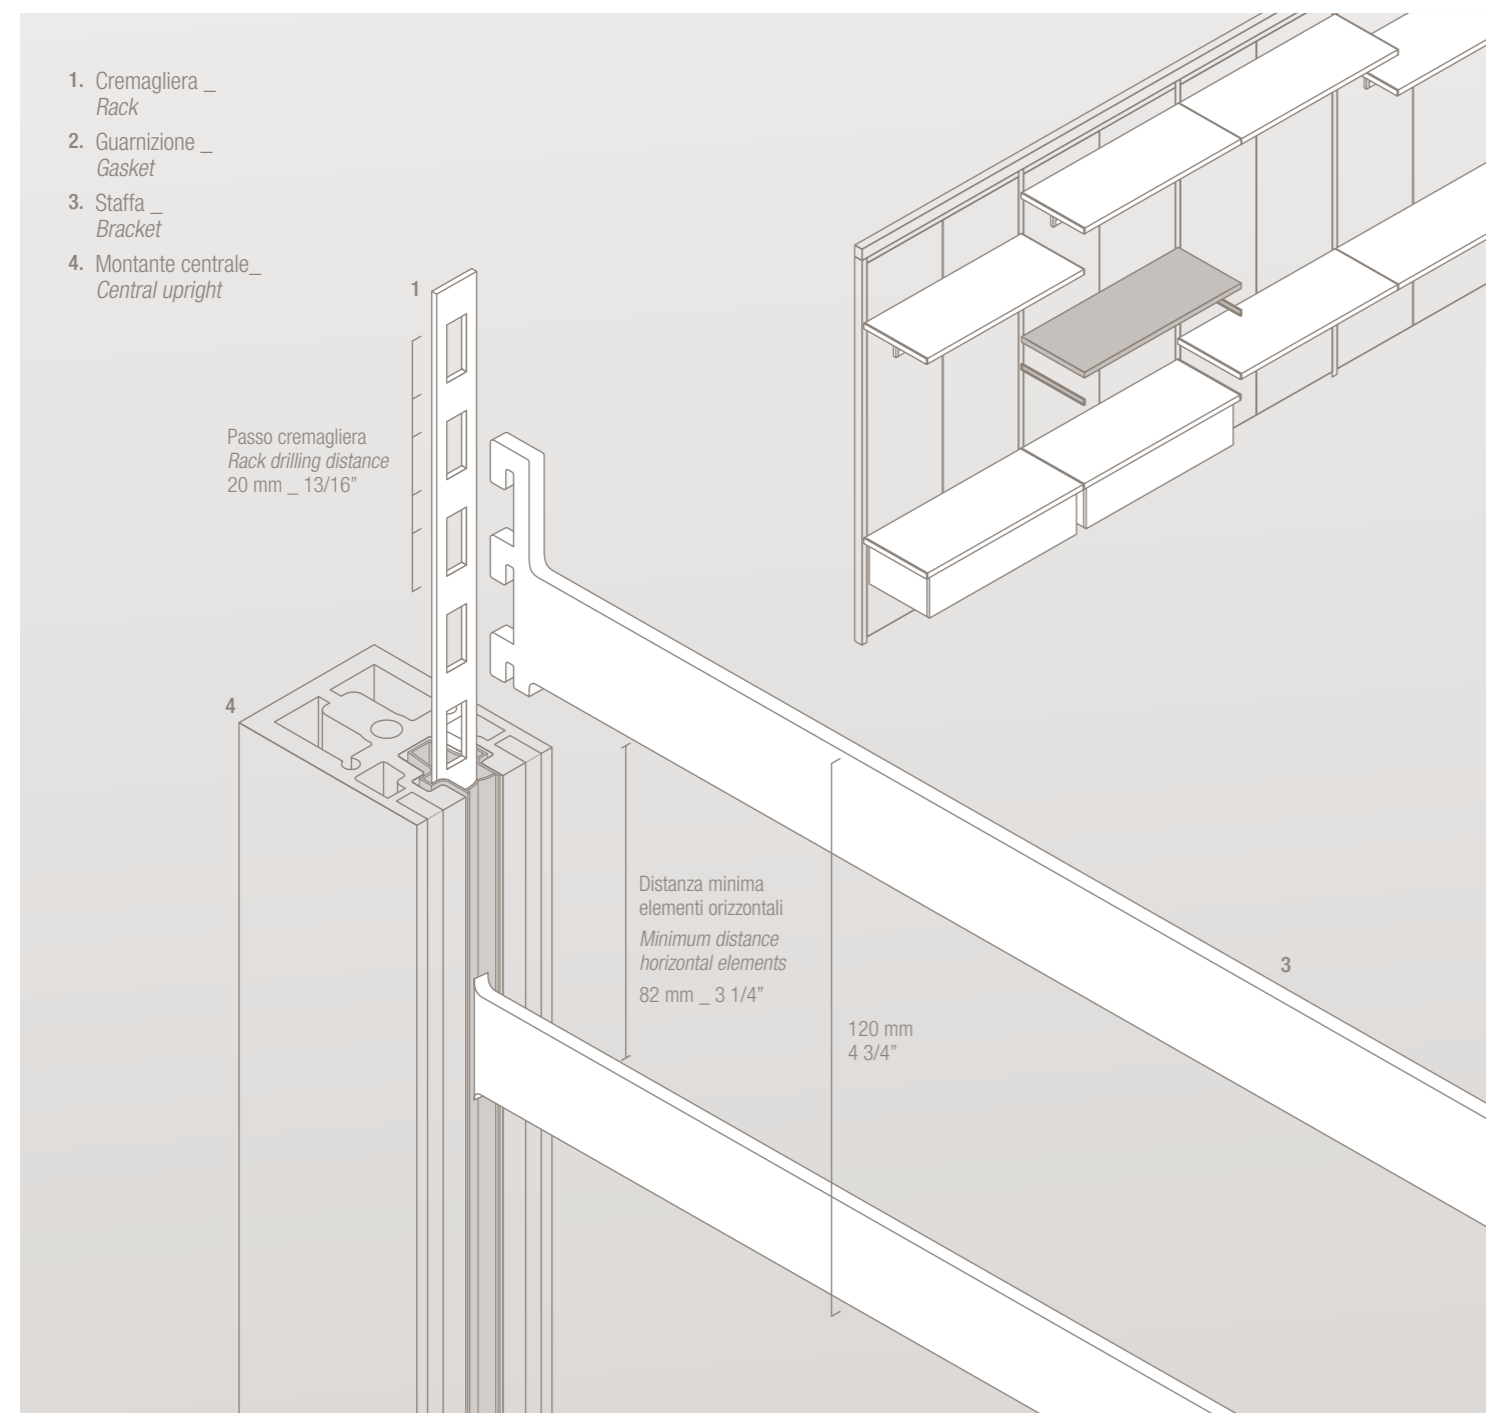 1. Cremagliera _
Rack
2. Guarnizione _
Gasket
3. Staffa _
Bracket
4. Montante centrale_
Central upright
1
Passo cremagliera
Rack drilling distance
20 mm _ 13/16”
4
Distanza minima
elementi orizzontali
Minimum distance
horizontal elements
82 mm _ 3 1/4”
3
120 mm
4 3/4”